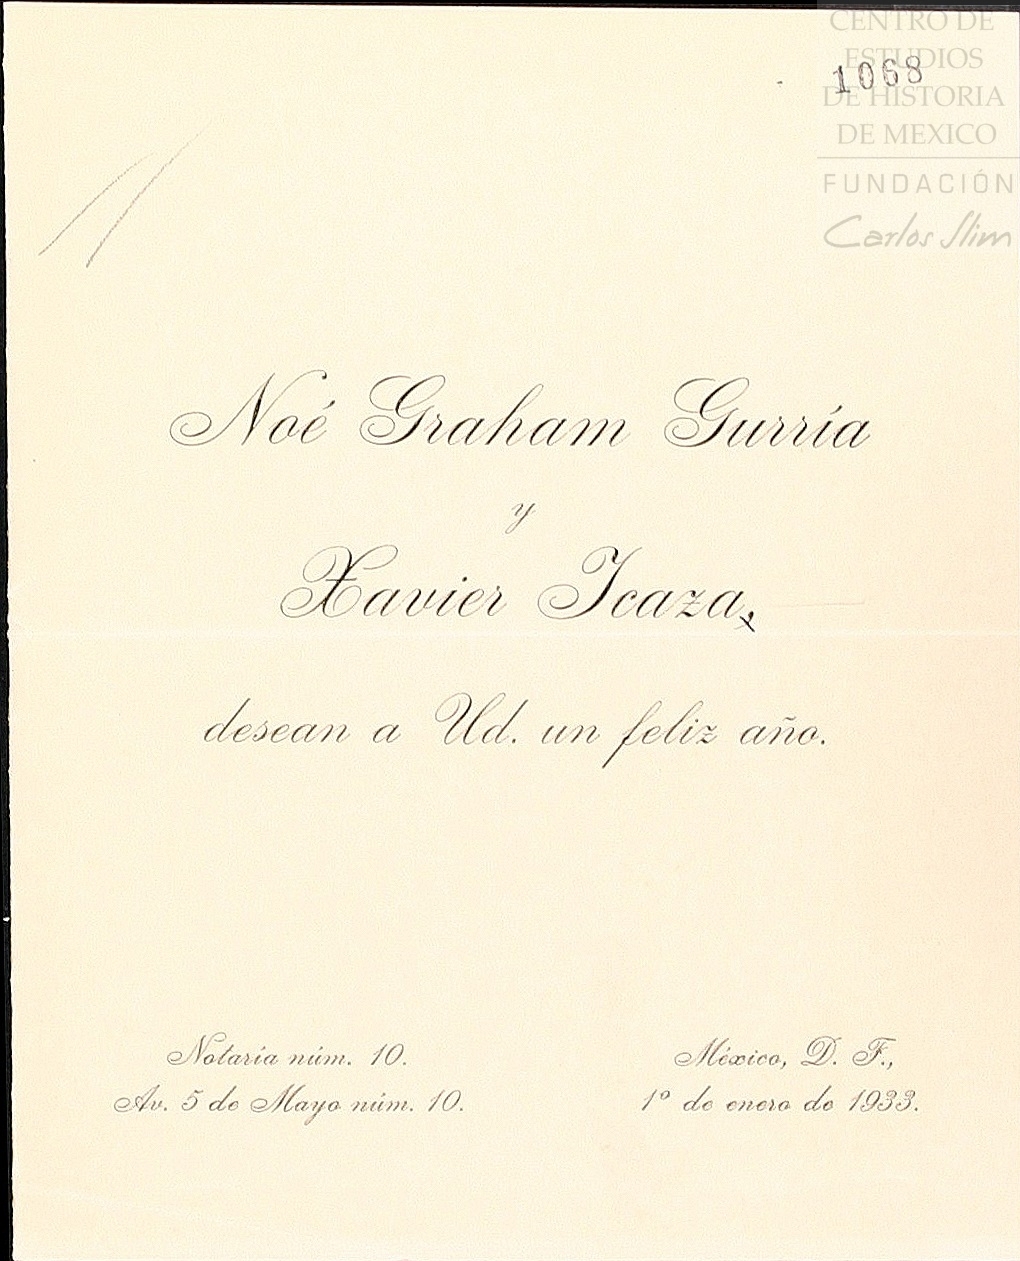 CENTRO DE
ESTUDIOS
DE HISTORIA
DE MEXICO
FUNDACIÓN
Carlos Slim
1068
Noé Graham Gurría
y
Xavier Icaza,
desean a Ud. un feliz año.
Notaría núm. 10.
Av. 5 de Mayo núm. 10.
México, D. F.,
1º de enero de 1933.